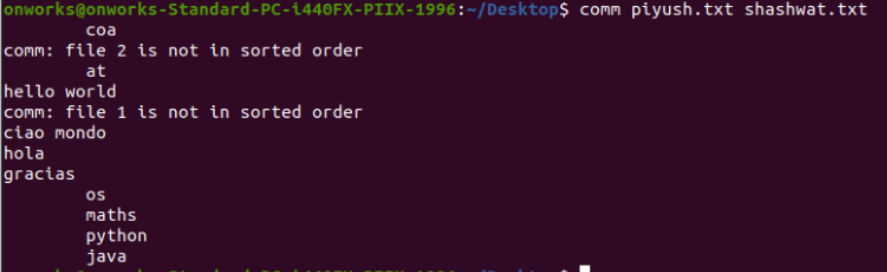 onworks@onworks-Standard-PC-i440FX-PIIX-1996:~/Desktop$ comm piyush.txt shashwat.txt
        coa
comm: file 2 is not in sorted order
        at
hello world
comm: file 1 is not in sorted order
ciao mondo
hola
gracias
        os
        maths
        python
        java